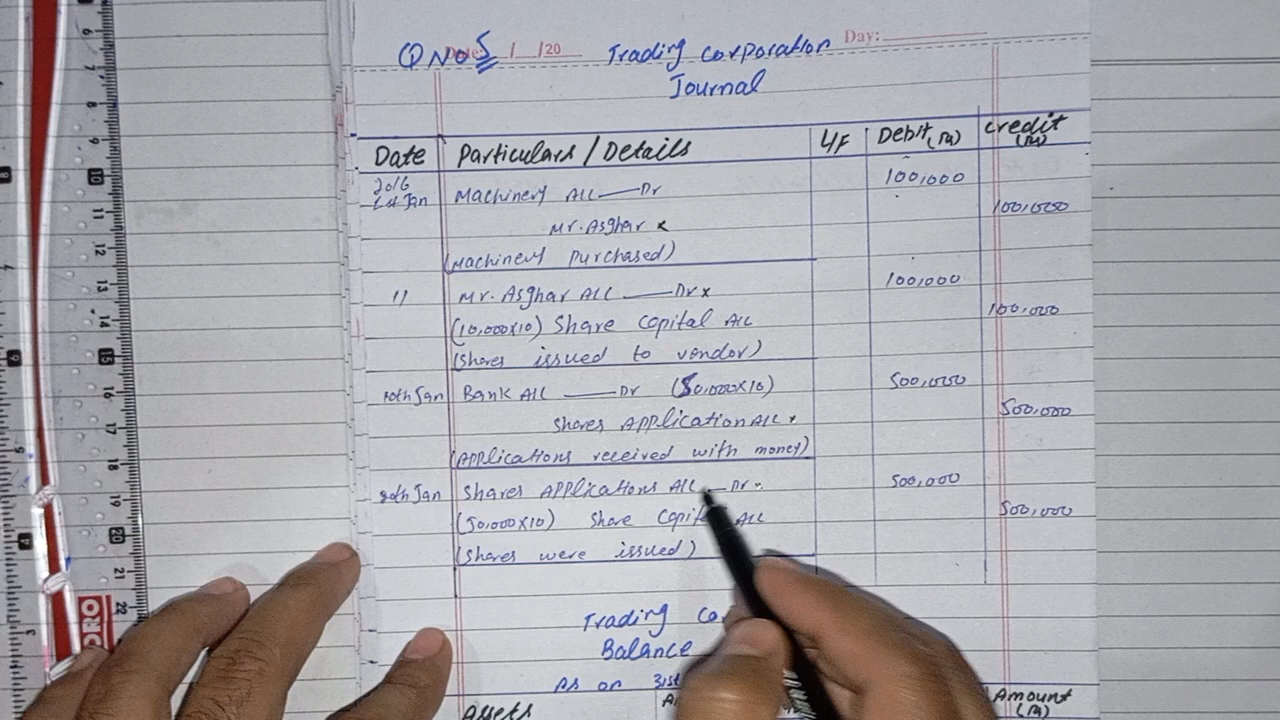 Q NO 5 Date: / /20 Trading Corporation Day:
Journal
Date Particulars / Details L/F Debit (Rs) Credit (Rs)
2016
1st Jan Machinery A/C — Dr 100,000
Mr. Asghar x 100,000
(Machinery Purchased)
" Mr. Asghar A/C — Dr x 100,000
(10,000x10) Share Capital A/C 100,000
(Shares issued to vendor)
10th Jan Bank A/C — Dr (50,000x10) 500,000
Shares Application A/C x 500,000
(Applications received with money)
20th Jan Shares Applications A/C — Dr 500,000
(50,000x10) Share Capital A/C 500,000
(Shares were issued)
Trading Co
Balance
As on 31st
Assets Amount
(Rs)